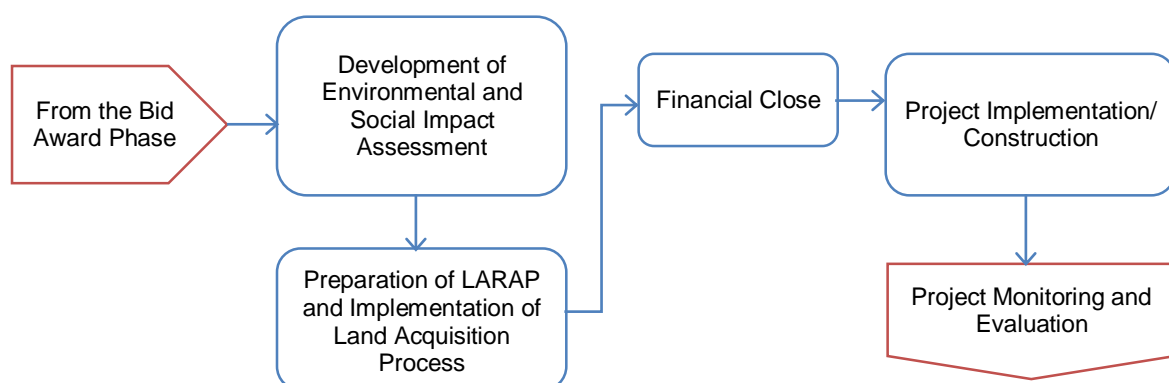 From the Bid
Award Phase
Development of
Environmental and
Social Impact
Assessment
Preparation of LARAP
and Implementation of
Land Acquisition
Process
Financial Close
Project Implementation/
Construction
Project Monitoring and
Evaluation